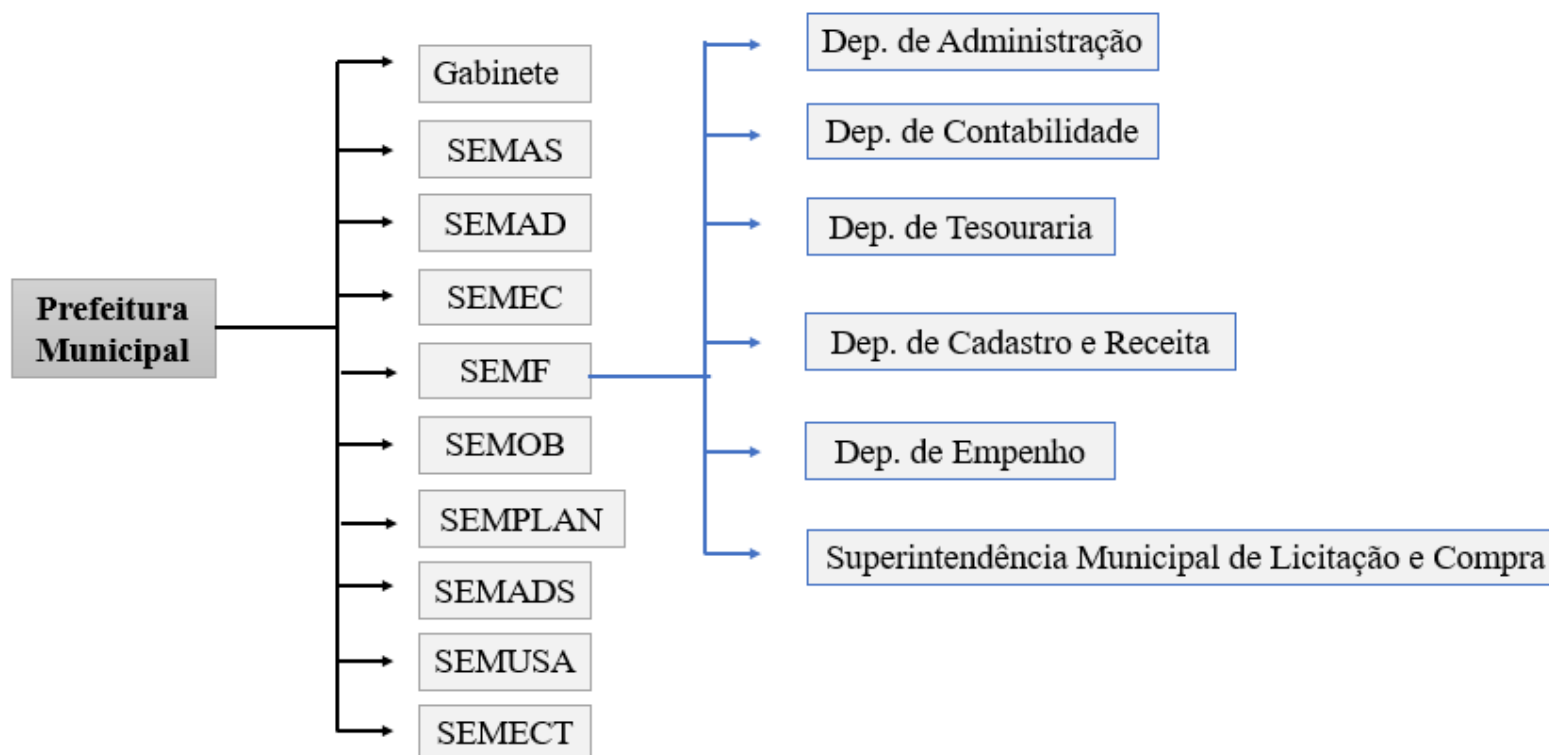 Prefeitura
Municipal
Gabinete
SEMAS
SEMAD
SEMEC
SEMF
SEMOB
SEMPLAN
SEMADS
SEMUSA
SEMECT
Dep. de Administração
Dep. de Contabilidade
Dep. de Tesouraria
Dep. de Cadastro e Receita
Dep. de Empenho
Superintendência Municipal de Licitação e Compra